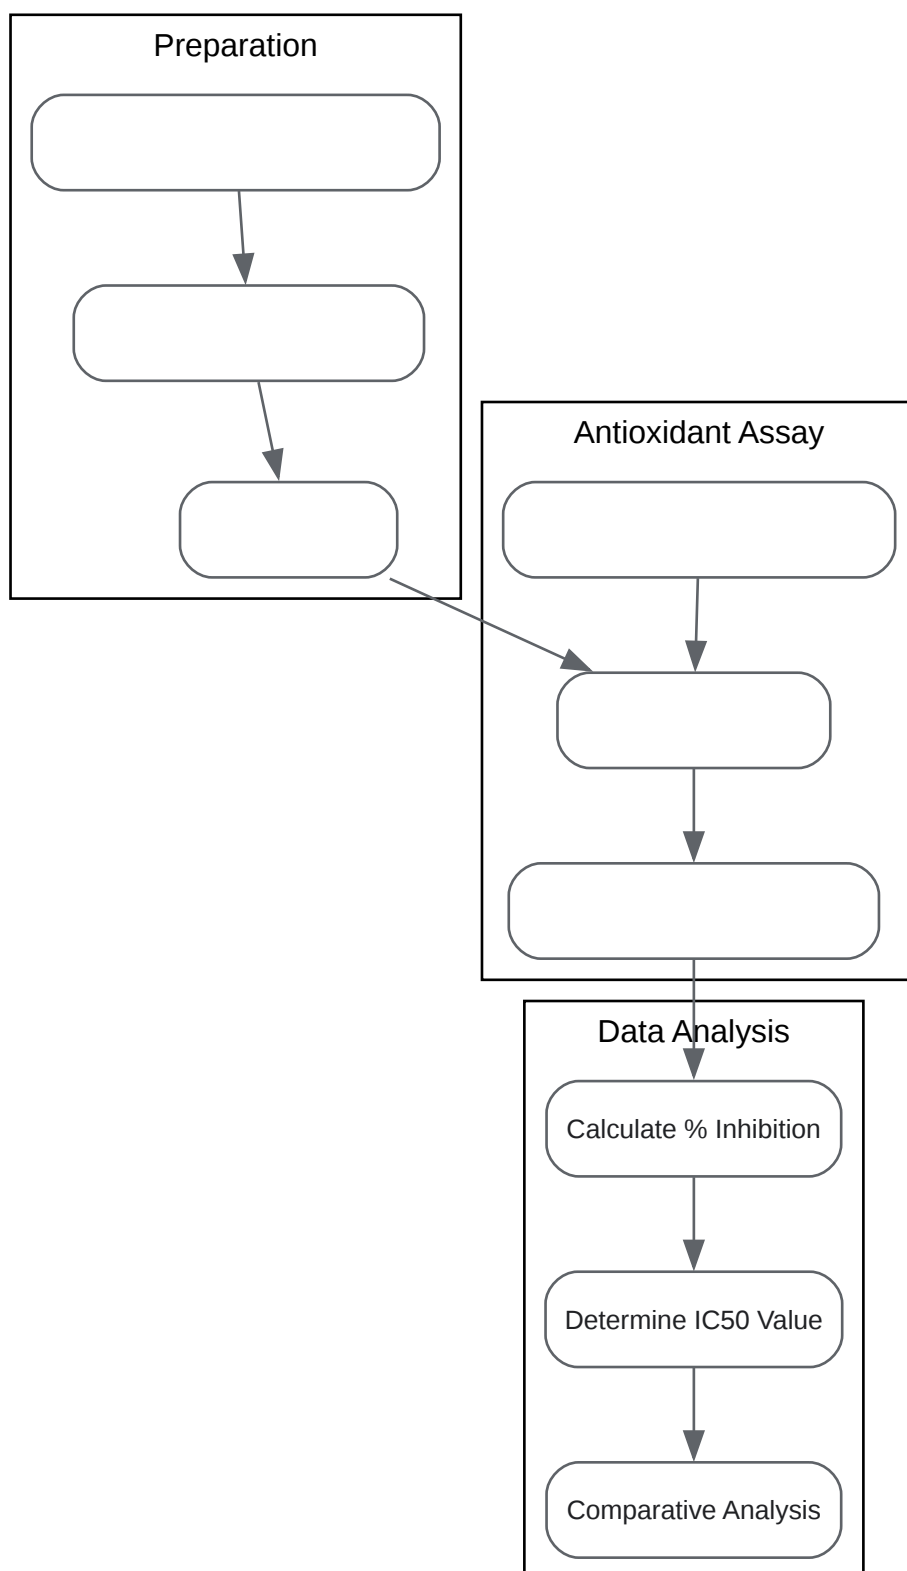 Preparation
Antioxidant Assay
Data Analysis
Calculate % Inhibition
Determine IC50 Value
Comparative Analysis